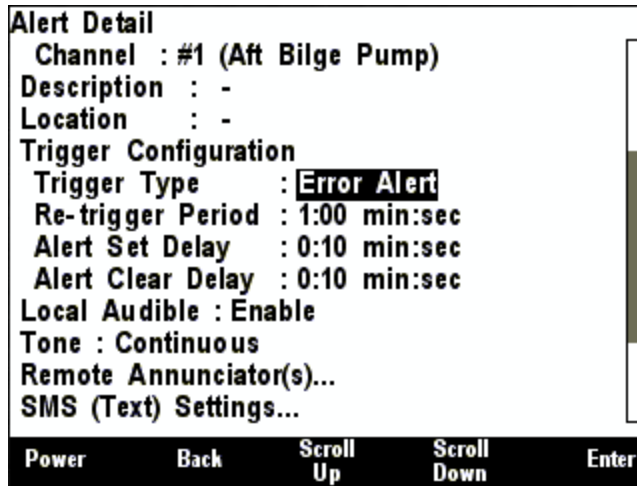 Alert Detail
Channel : #1 (Aft Bilge Pump)
Description : -
Location : -
Trigger Configuration
Trigger Type : Error Alert
Re-trigger Period : 1:00 min:sec
Alert Set Delay : 0:10 min:sec
Alert Clear Delay : 0:10 min:sec
Local Audible : Enable
Tone : Continuous
Remote Annunciator(s)...
SMS (Text) Settings...
Power Back Scroll Up Scroll Down Enter